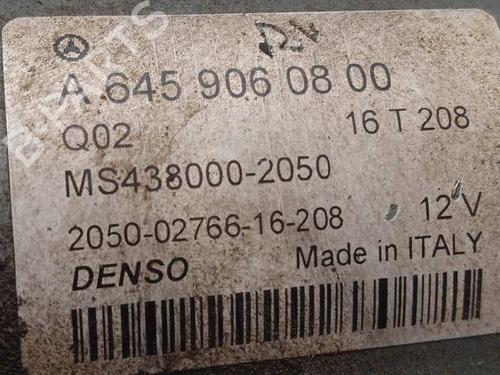 A 645 906 08 00
Q02 16 T 208
MS438000-2050
2050-02766-16-208 12 V
DENSO Made in ITALY